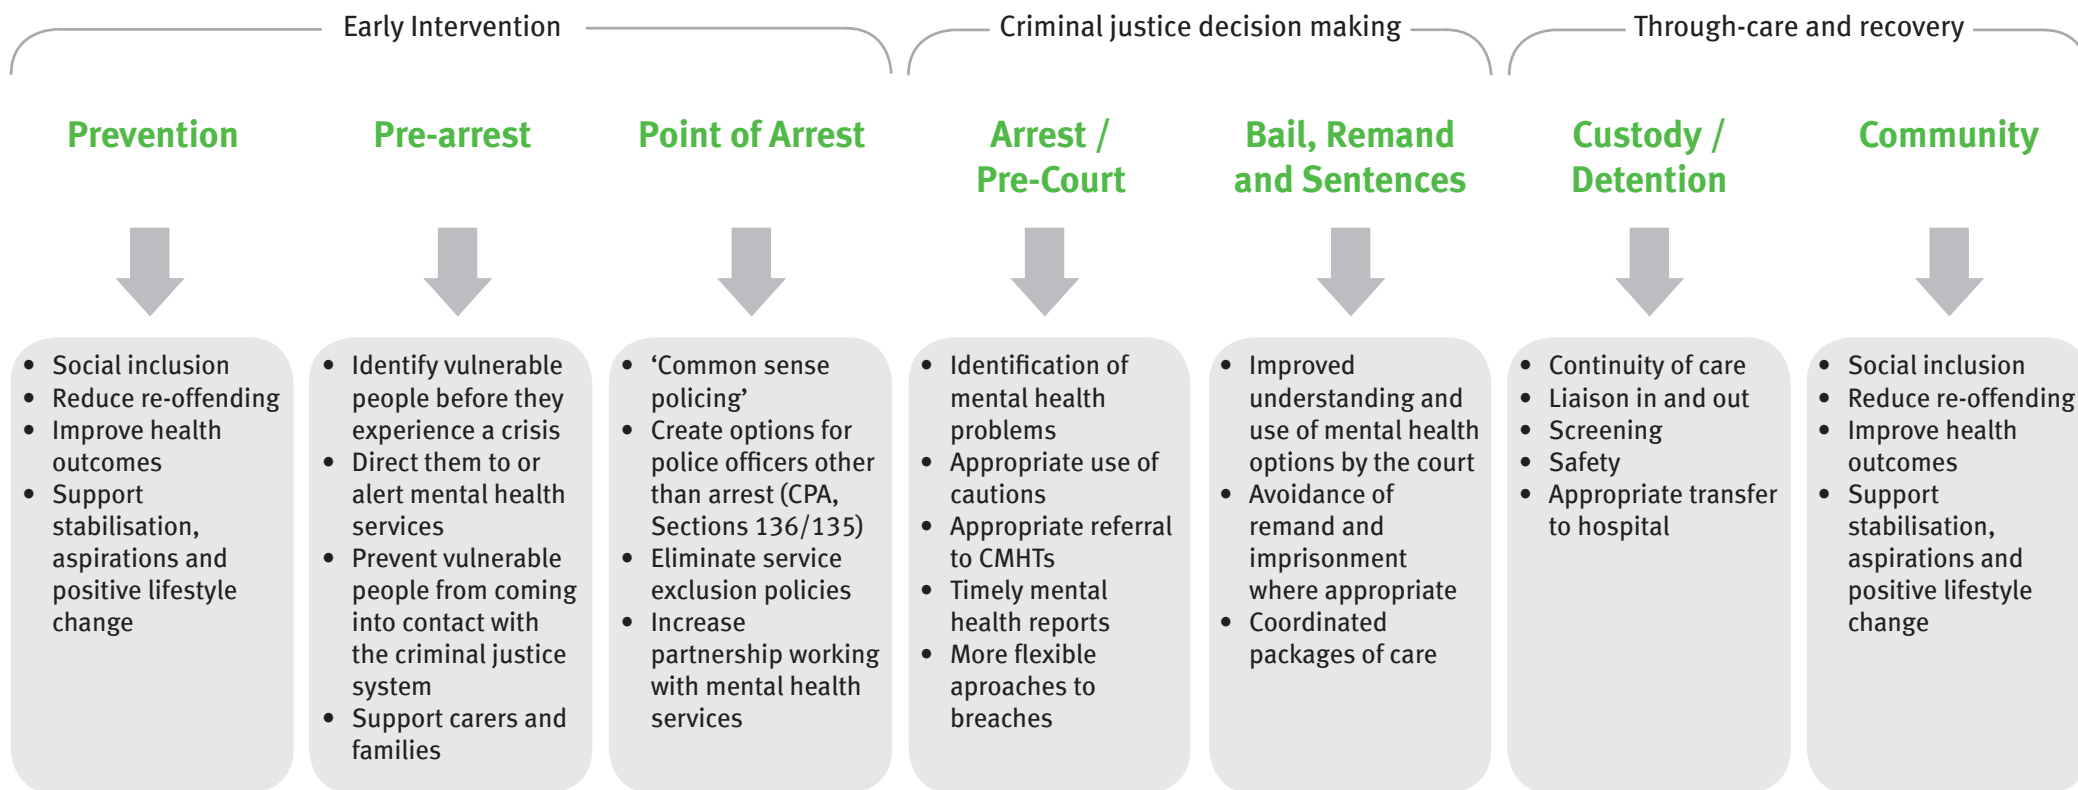 Early Intervention
Criminal justice decision making
Through-care and recovery
Prevention
Pre-arrest
Point of Arrest
Arrest /
Pre-Court
Bail, Remand
and Sentences
Custody /
Detention
Community
• Social inclusion
• Reduce re-offending
• Improve health
outcomes
• Support
stabilisation,
aspirations and
positive lifestyle
change
• Identify vulnerable
people before they
experience a crisis
• Direct them to or
alert mental health
services
• Prevent vulnerable
people from coming
into contact with
the criminal justice
system
• Support carers and
families
• ‘Common sense
policing’
• Create options for
police officers other
than arrest (CPA,
Sections 136/135)
• Eliminate service
exclusion policies
• Increase
partnership working
with mental health
services
• Identification of
mental health
problems
• Appropriate use of
cautions
• Appropriate referral
to CMHTs
• Timely mental
health reports
• More flexible
aproaches to
breaches
• Improved
understanding and
use of mental health
options by the court
• Avoidance of
remand and
imprisonment
where appropriate
• Coordinated
packages of care
• Continuity of care
• Liaison in and out
• Screening
• Safety
• Appropriate transfer
to hospital
• Social inclusion
• Reduce re-offending
• Improve health
outcomes
• Support
stabilisation,
aspirations and
positive lifestyle
change